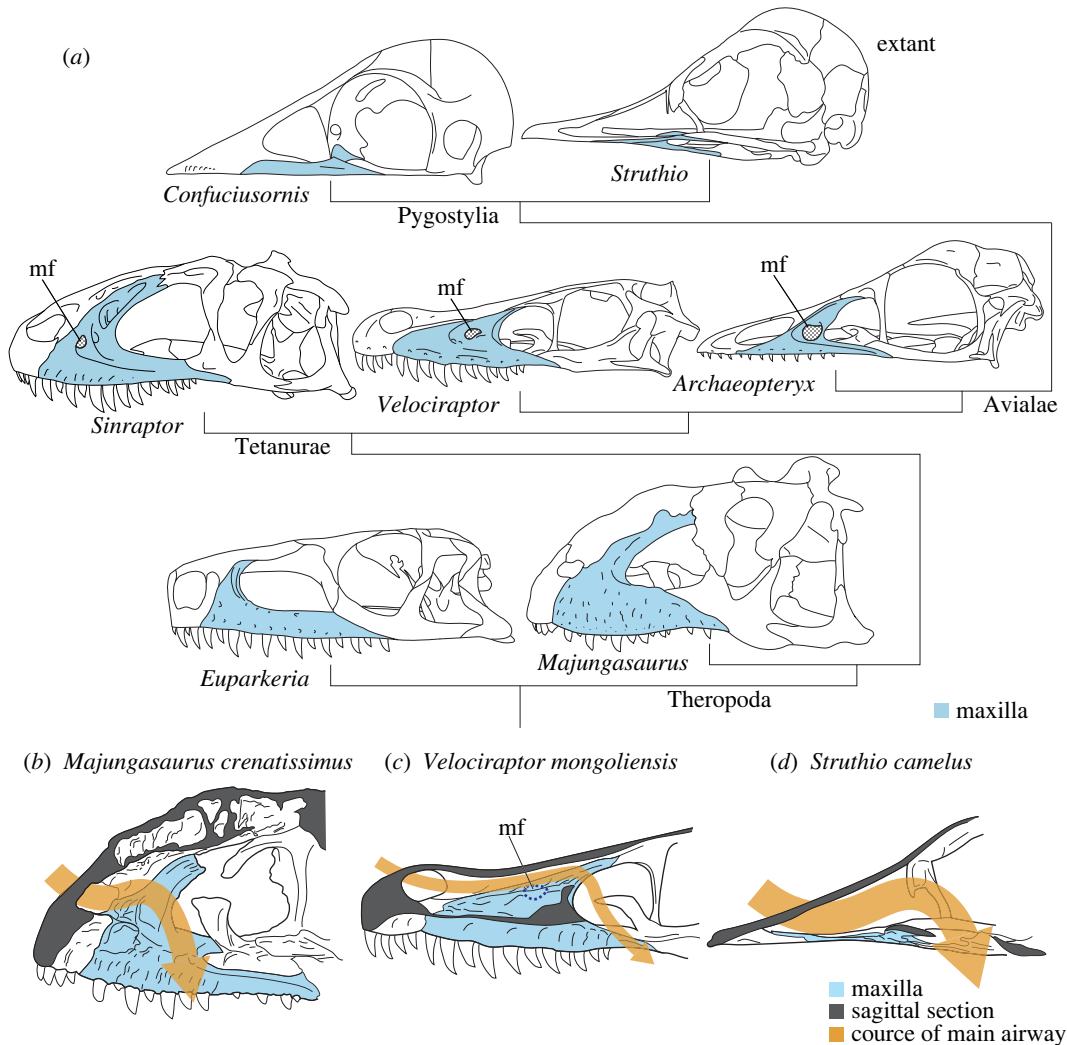 (a)
extant
Confuciusornis
Struthio
Pygostylia
mf
mf
mf
Sinraptor
Velociraptor
Archaeopteryx
Avialae
Tetanurae
Euparkeria
Majungasaurus
Theropoda
maxilla
(b) Majungasaurus crenatissimus
(c) Velociraptor mongoliensis
(d) Struthio camelus
mf
maxilla
sagittal section
cource of main airway